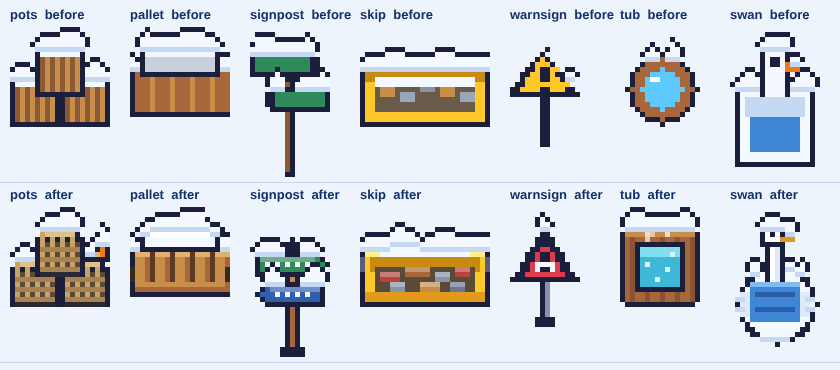 pots before pallet before signpost before skip before warnsign before tub before swan before
pots after pallet after signpost after skip after warnsign after tub after swan after